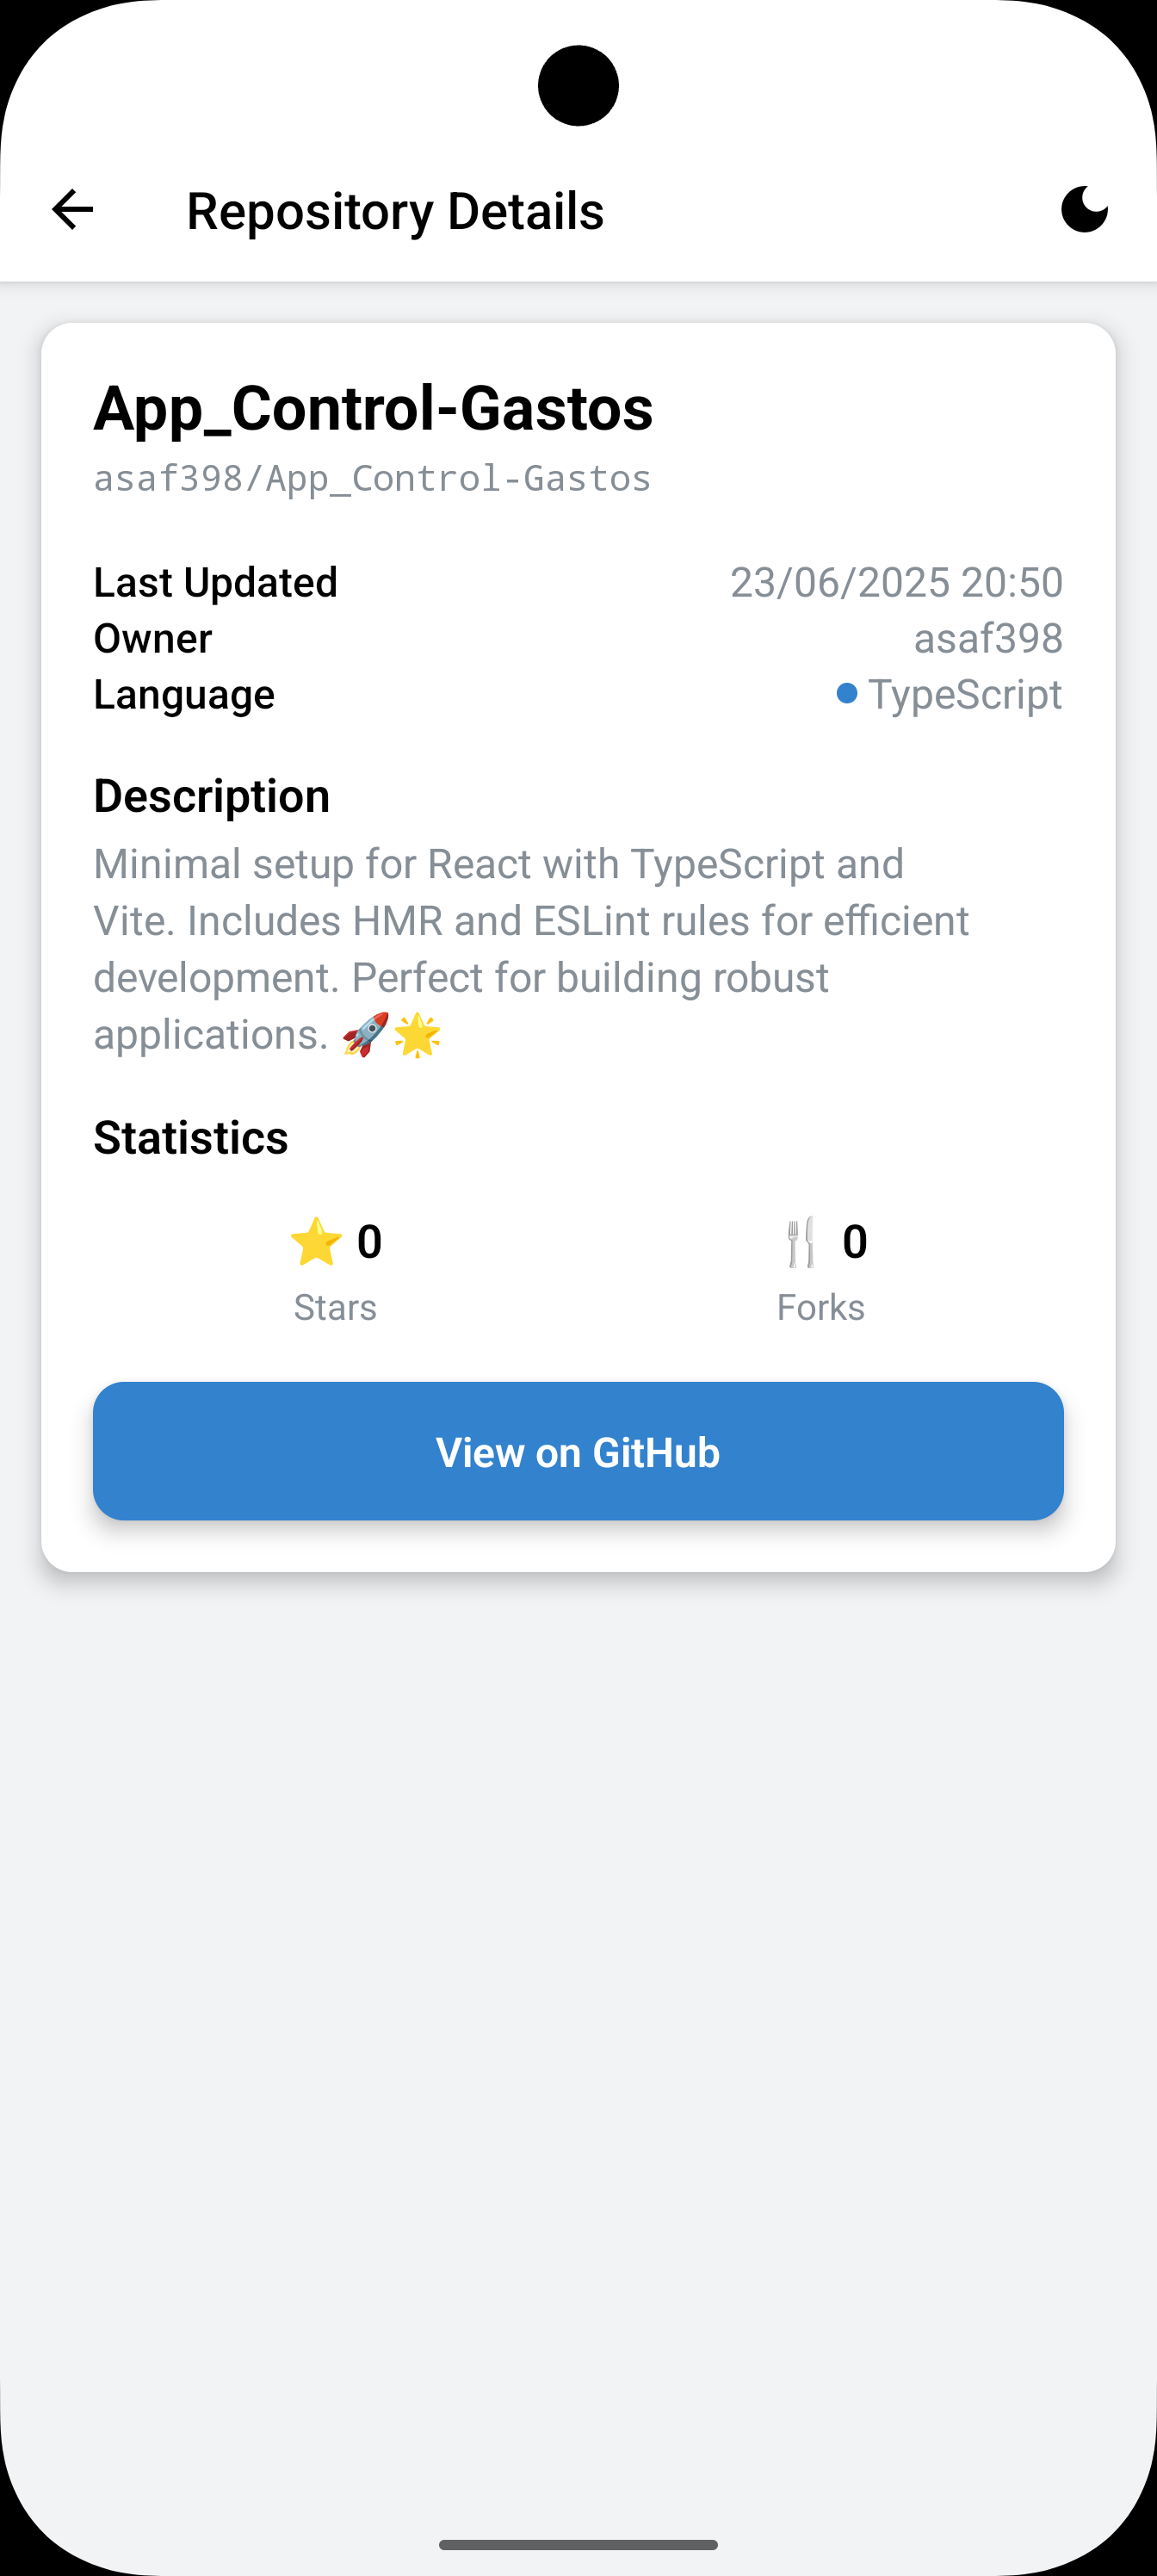 Repository Details
App_Control-Gastos
asaf398/App_Control-Gastos
Last Updated 23/06/2025 20:50
Owner asaf398
Language TypeScript
Description
Minimal setup for React with TypeScript and
Vite. Includes HMR and ESLint rules for efficient
development. Perfect for building robust
applications. 🚀🌟
Statistics
⭐ 0 🍴 0
Stars Forks
View on GitHub